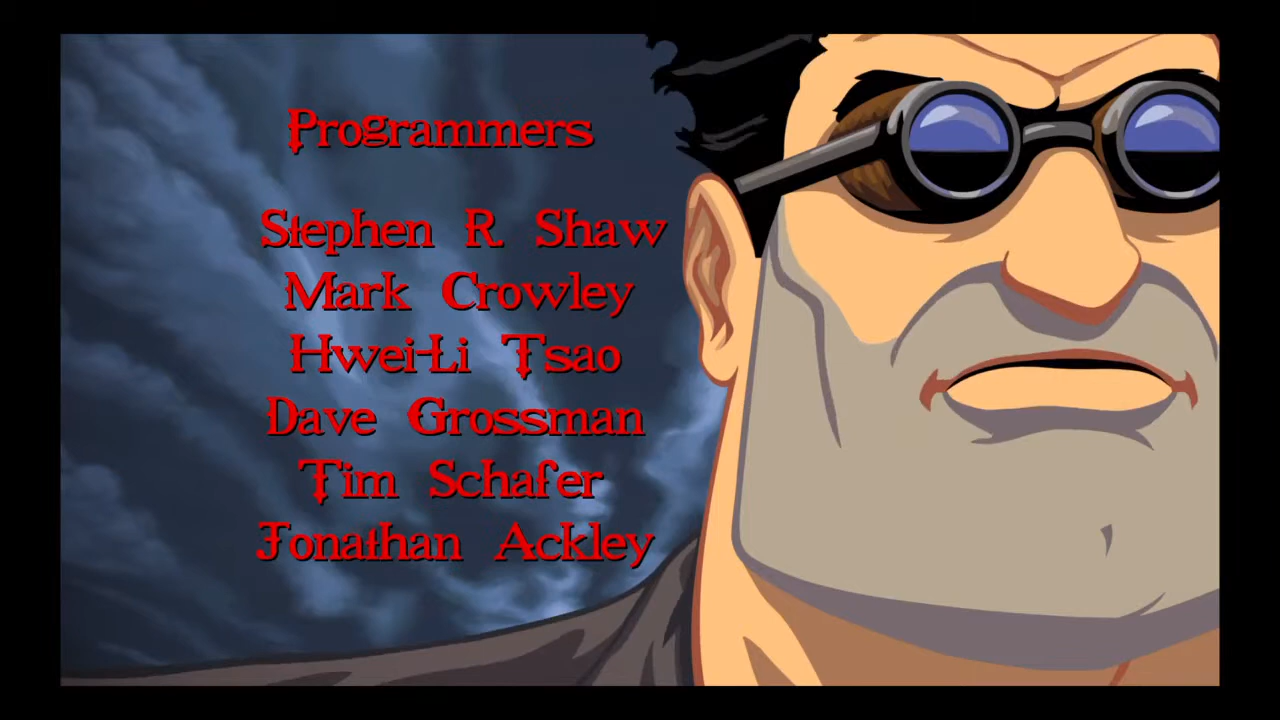 Programmers
Stephen R. Shaw
Mark Crowley
Hwei-Li Tsao
Dave Grossman
Tim Schafer
Jonathan Ackley